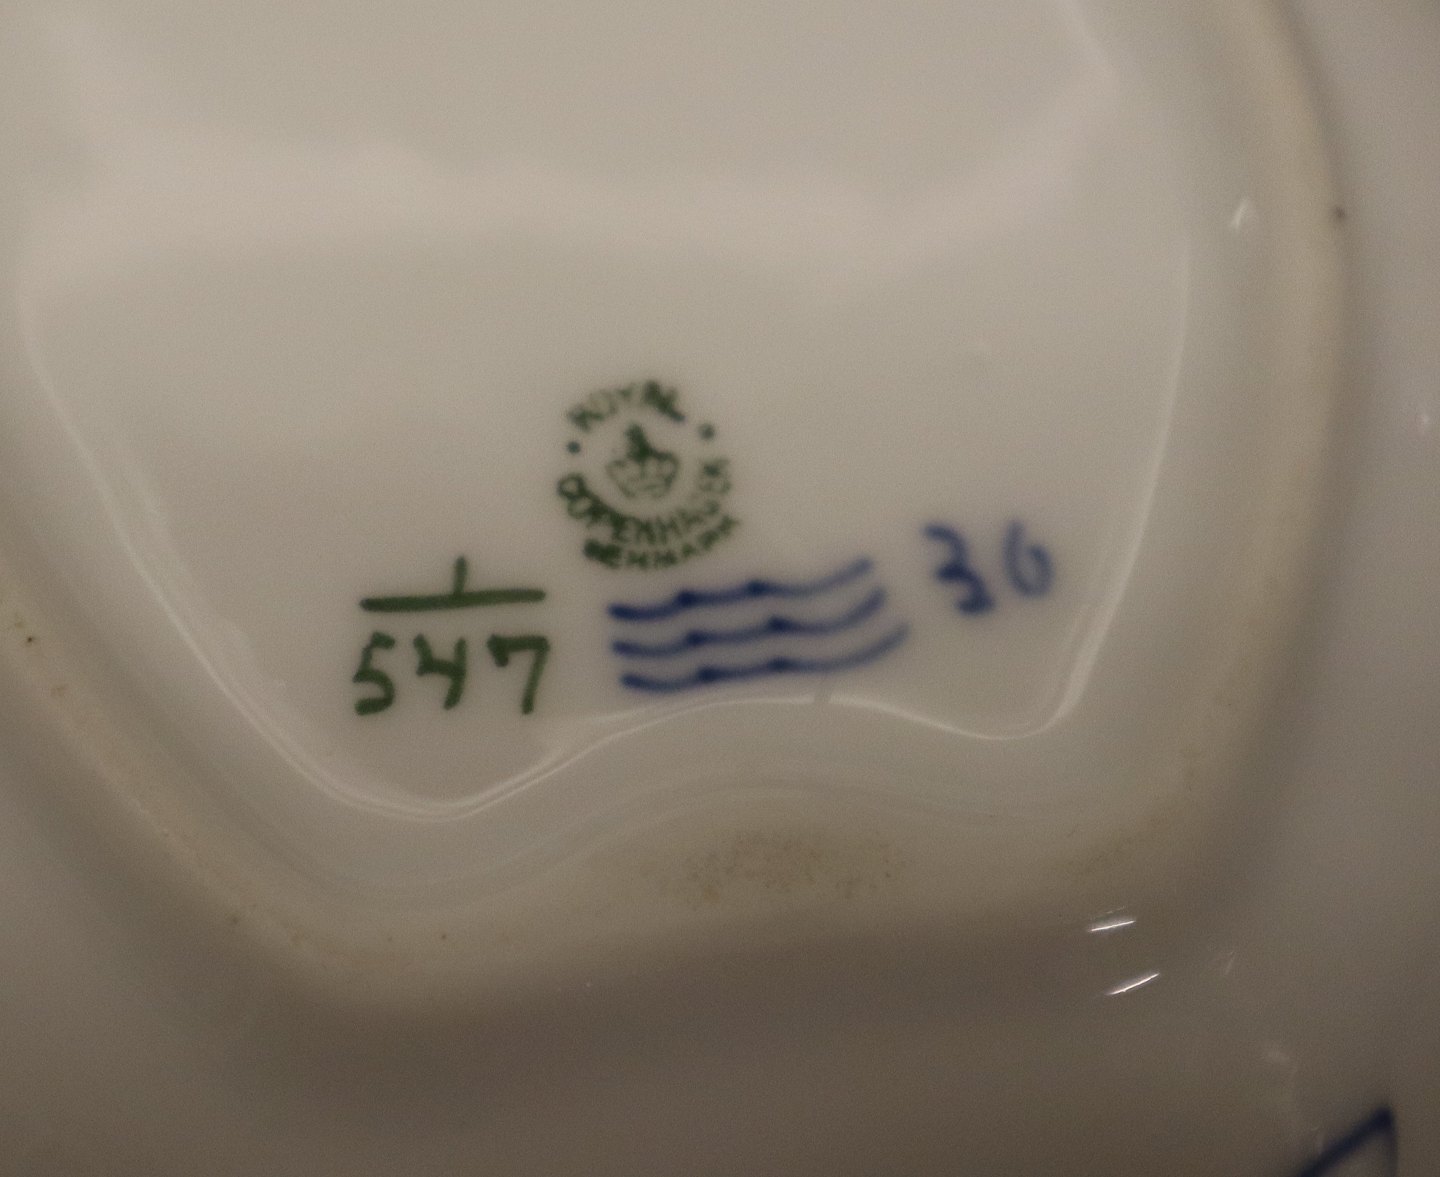 ROYAL
COPENHAGEN
DENMARK
1
547
36